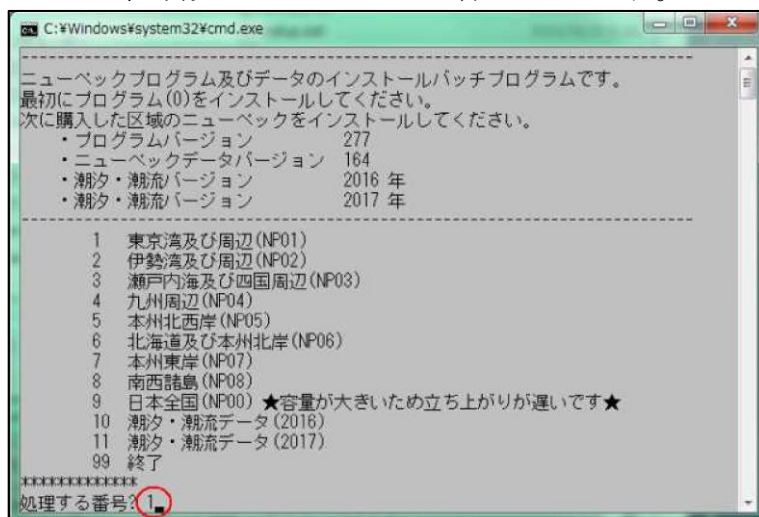 C:¥Windows¥system32¥cmd.exe
ニューペックプログラム及びデータのインストールバッチプログラムです。
最初にプログラム(0)をインストールしてください。
次に購入した区域のニューペックをインストールしてください。
・プログラムバージョン 277
・ニューペックデータバージョン 164
・潮汐・潮流バージョン 2016 年
・潮汐・潮流バージョン 2017 年
1 東京湾及び周辺(NP01)
2 伊勢湾及び周辺(NP02)
3 瀬戸内海及び四国周辺(NP03)
4 九州周辺(NP04)
5 本州北西岸(NP05)
6 北海道及び本州北岸(NP06)
7 本州東岸(NP07)
8 南西諸島(NP08)
9 日本全国(NP00) ★容量が大きいため立ち上がりが遅いです★
10 潮汐・潮流データ(2016)
11 潮汐・潮流データ(2017)
99 終了
*************
処理する番号? 1